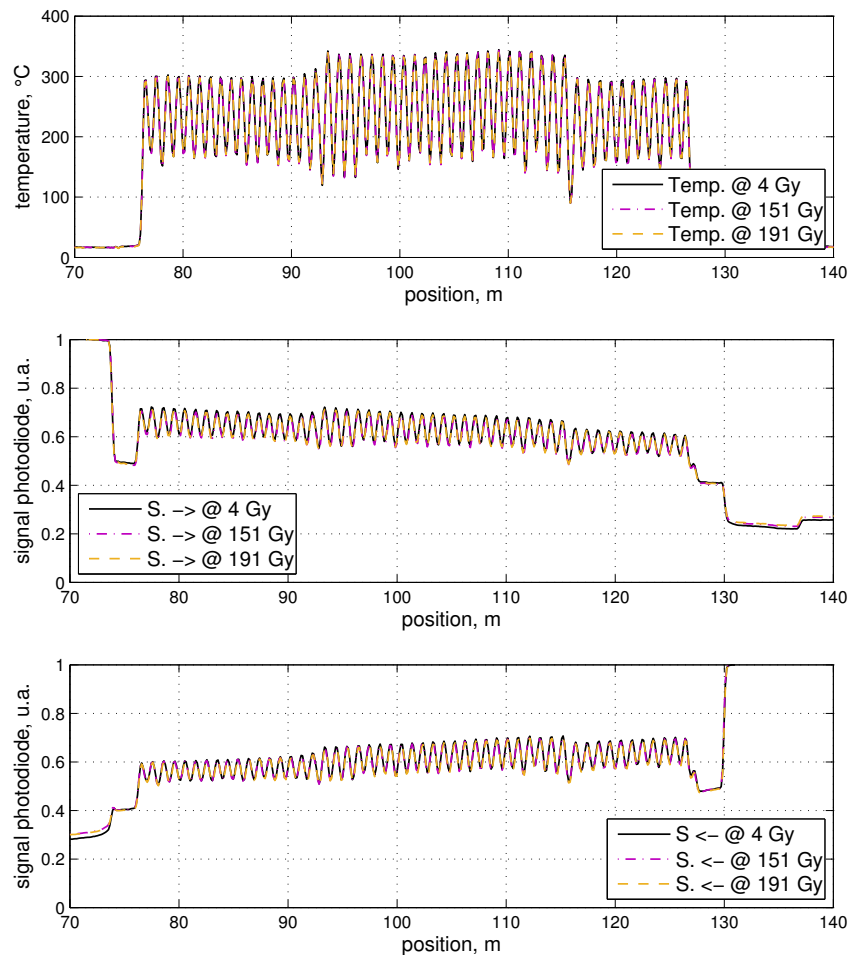 400
300
200
100
0
temperature, °C
Temp. @ 4 Gy
Temp. @ 151 Gy
Temp. @ 191 Gy
70 80 90 100 110 120 130 140
position, m
1
0.8
0.6
0.4
0.2
0
signal photodiode, u.a.
S. −> @ 4 Gy
S. −> @ 151 Gy
S. −> @ 191 Gy
70 80 90 100 110 120 130 140
position, m
1
0.8
0.6
0.4
0.2
0
signal photodiode, u.a.
S <− @ 4 Gy
S. <− @ 151 Gy
S. <− @ 191 Gy
70 80 90 100 110 120 130 140
position, m